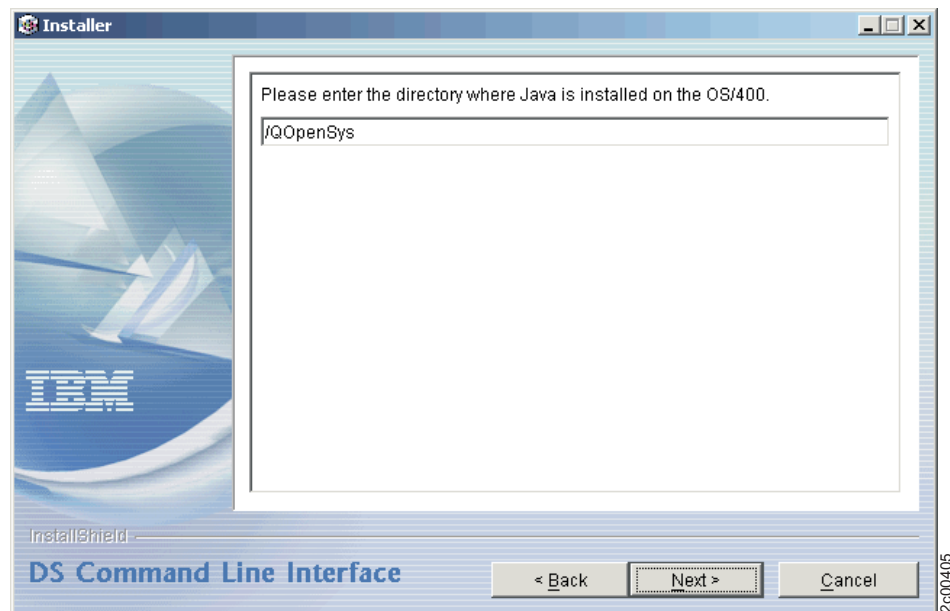 Installer
Please enter the directory where Java is installed on the OS/400.
/QOpenSys
IBM
InstallShield
DS Command Line Interface
< Back
Next >
Cancel
2c00405